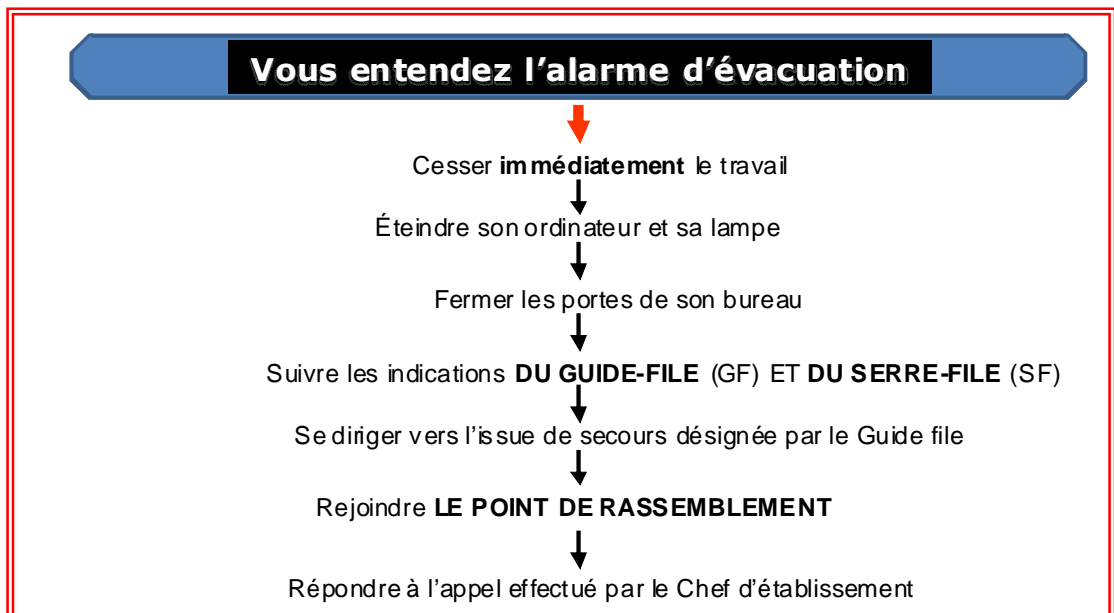 Vous entendez l’alarme d’évacuation
Cesser immédiatement le travail
Éteindre son ordinateur et sa lampe
Fermer les portes de son bureau
Suivre les indications DU GUIDE-FILE (GF) ET DU SERRE-FILE (SF)
Se diriger vers l’issue de secours désignée par le Guide file
Rejoindre LE POINT DE RASSEMBLEMENT
Répondre à l’appel effectué par le Chef d’établissement